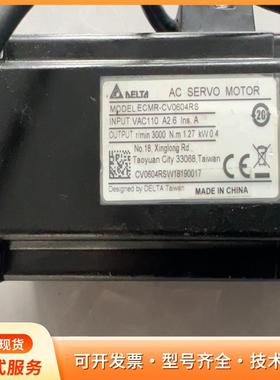 DELTA AC SERVO MOTOR
MODEL ECMR-CV0604RS
INPUT VAC110 A2.6 Ins. A
OUTPUT r/min 3000 N.m 1.27 kW 0.4
20
No.18, Xinglong Rd.,
Taoyuan City 33068, Taiwan
CV0604RSW18190017
Designed by DELTA Taiwan
MADE IN CHINA
现货
式服务
可开发票·型号齐全·技术